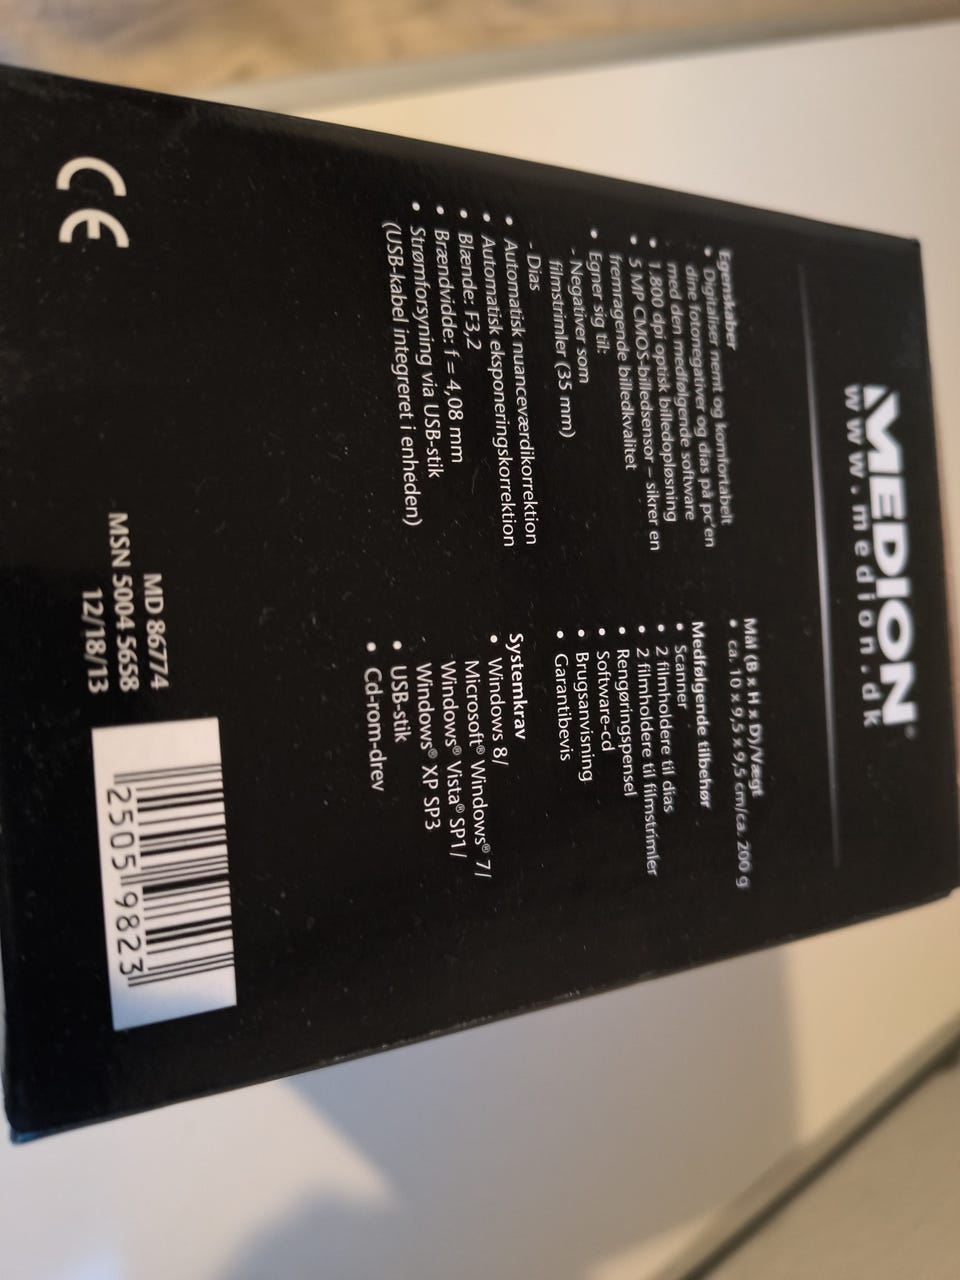 MEDION®
www.medion.dk
Egenskaber
• Digitaliser nemt og komfortabelt
dine fotonegativer og dias på pc'en
med den medfølgende software
• 1.800 dpi optisk billedopløsning
• 5 MP CMOS-billedsensor – sikrer en
fremragende billedkvalitet
• Egner sig til:
- Negativer som
filmstrimler (35 mm)
- Dias
• Automatisk nuanceværdikorrektion
• Automatisk eksponeringskorrektion
• Blænde: F3,2
• Brændvidde: f = 4,08 mm
• Strømforsyning via USB-stik
(USB-kabel integreret i enheden)
Mål (B x H x D)/Vægt
• ca. 10 x 9,5 x 9,5 cm/ca. 200 g
Medfølgende tilbehør
• Scanner
• 2 filmholdere til dias
• 2 filmholdere til filmstrimler
• Rengøringspensel
• Software-cd
• Brugsanvisning
• Garantibevis
Systemkrav
• Windows 8/
Microsoft® Windows® 7/
Windows® Vista® SP1/
Windows® XP SP3
• USB-stik
• Cd-rom-drev
CE
MD 86774
MSN 5004 5658
12/18/13
2505 9823